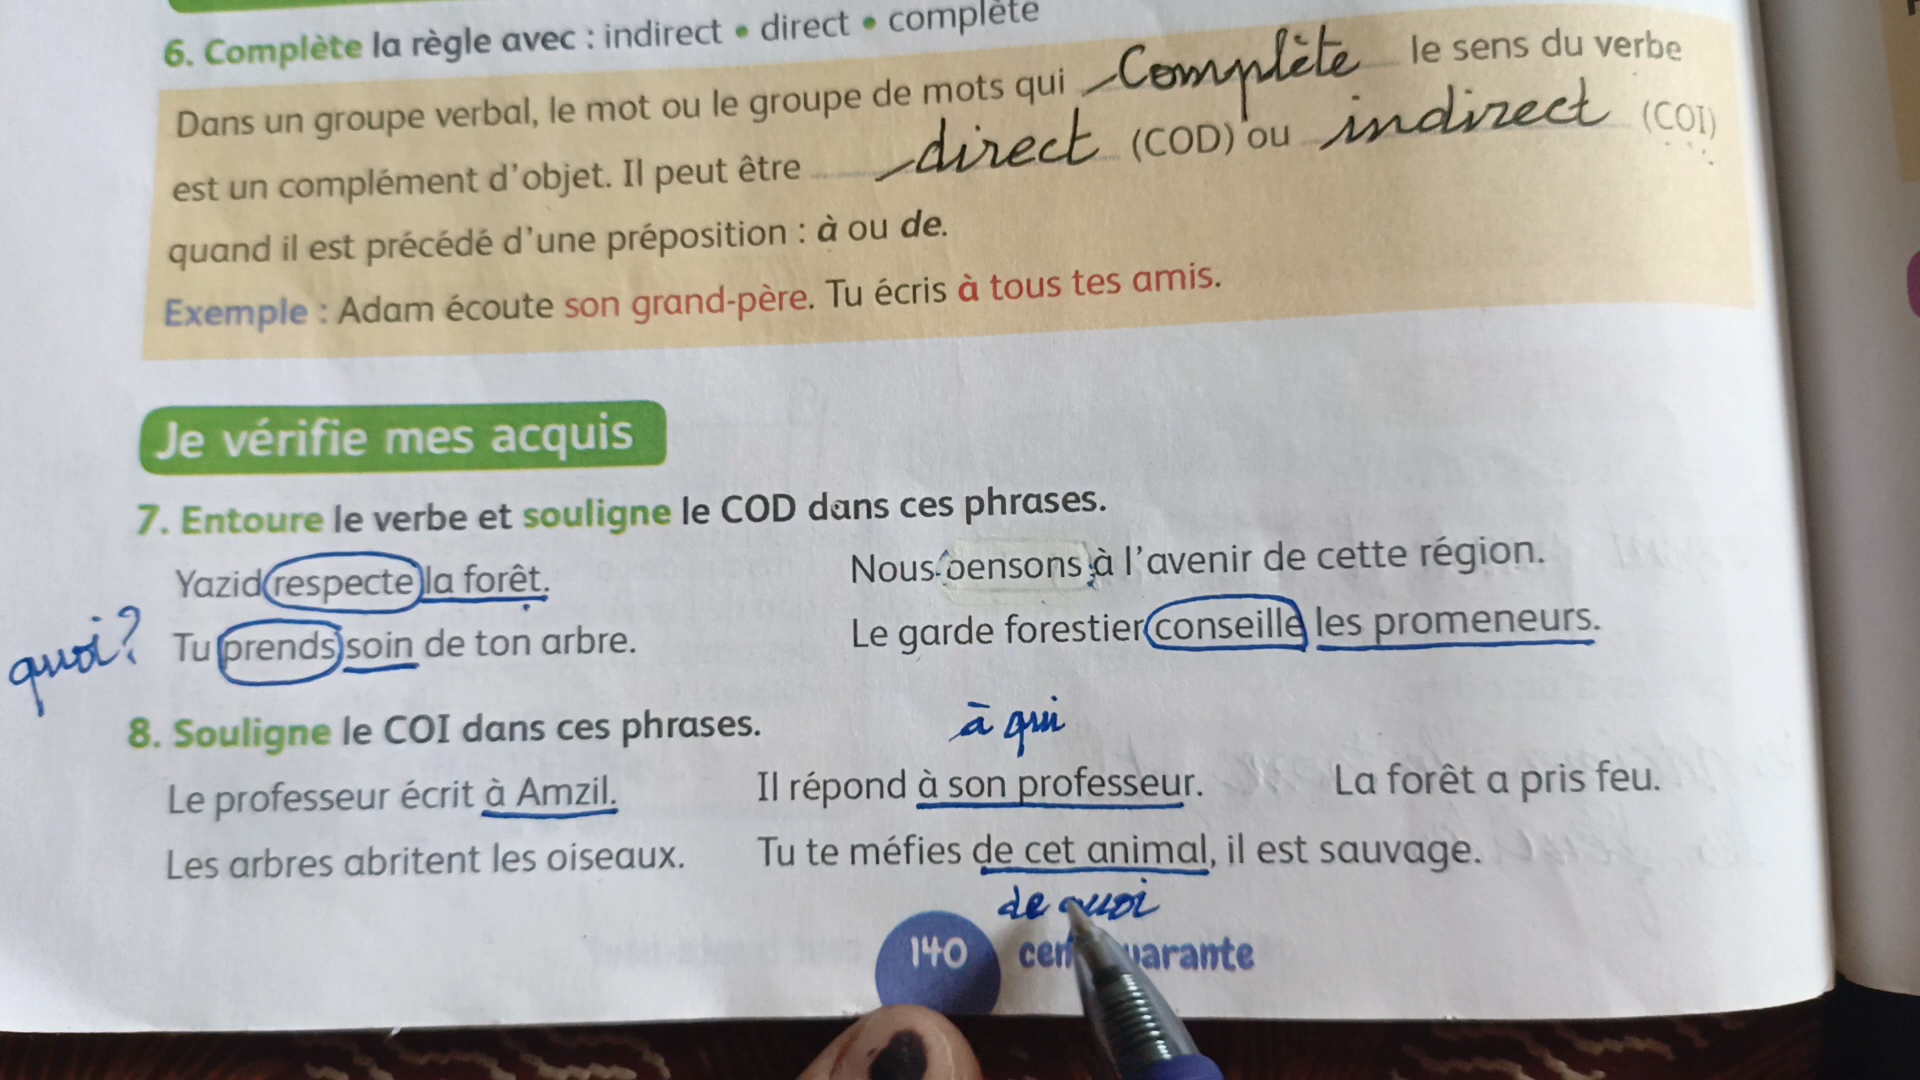 6. Complète la règle avec : indirect • direct • complète
Dans un groupe verbal, le mot ou le groupe de mots qui Complète le sens du verbe
est un complément d'objet. Il peut être direct (COD) ou indirect (COI)
quand il est précédé d'une préposition : à ou de.
Exemple : Adam écoute son grand-père. Tu écris à tous tes amis.
Je vérifie mes acquis
7. Entoure le verbe et souligne le COD dans ces phrases.
Yazid respecte la forêt. Nous pensons à l'avenir de cette région.
quoi? Tu prends soin de ton arbre. Le garde forestier conseille les promeneurs.
8. Souligne le COI dans ces phrases.
à qui
Le professeur écrit à Amzil. Il répond à son professeur. La forêt a pris feu.
Les arbres abritent les oiseaux. Tu te méfies de cet animal, il est sauvage.
de quoi
140 cent quarante